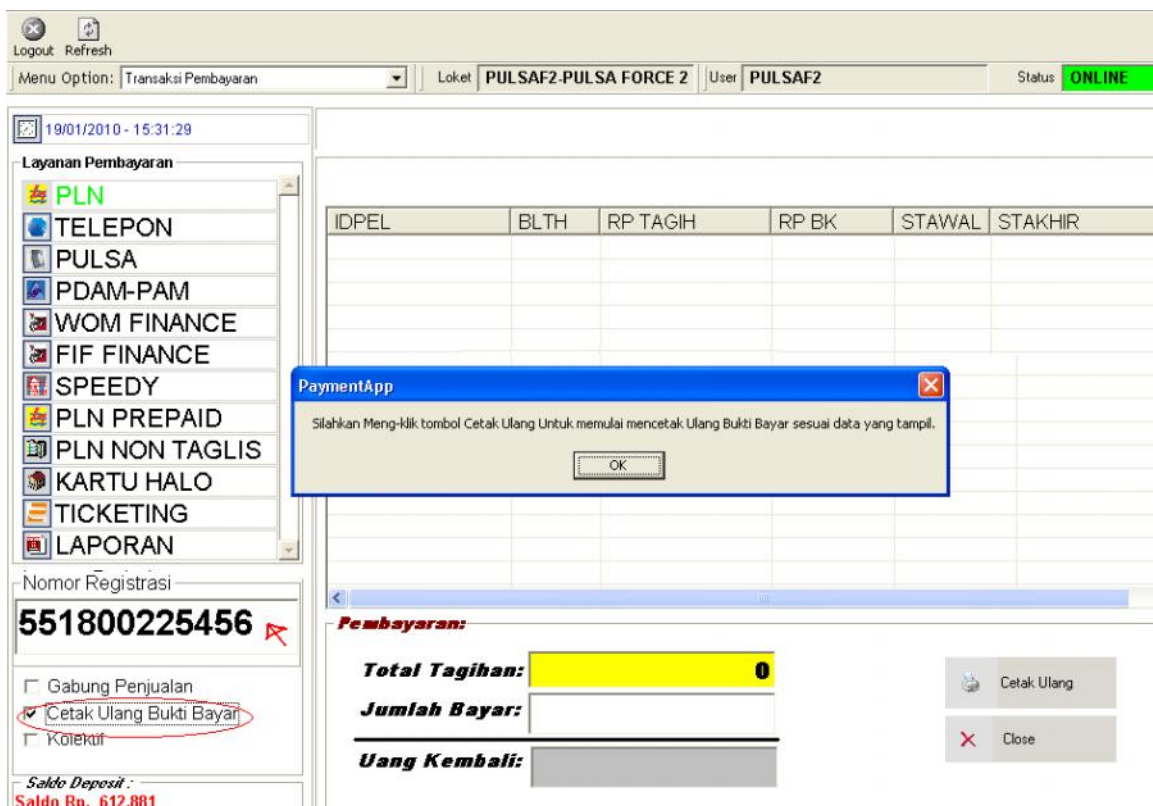 Logout Refresh
Menu Option: Transaksi Pembayaran Loket PULSAF2-PULSA FORCE 2 User PULSAF2 Status ONLINE
19/01/2010 - 15:31:29
Layanan Pembayaran
PLN
TELEPON
PULSA
PDAM-PAM
WOM FINANCE
FIF FINANCE
SPEEDY
PLN PREPAID
PLN NON TAGLIS
KARTU HALO
TICKETING
LAPORAN
IDPEL BLTH RP TAGIH RP BK STAWAL STAKHIR
PaymentApp
Silahkan Meng-klik tombol Cetak Ulang Untuk memulai mencetak Ulang Bukti Bayar sesuai data yang tampil.
OK
Nomor Registrasi
551800225456
Gabung Penjualan
Cetak Ulang Bukti Bayar
Kolektif
Saldo Deposit :
Saldo Rp. 612.881
Pembayaran:
Total Tagihan: 0
Jumlah Bayar:
Uang Kembali:
Cetak Ulang
Close